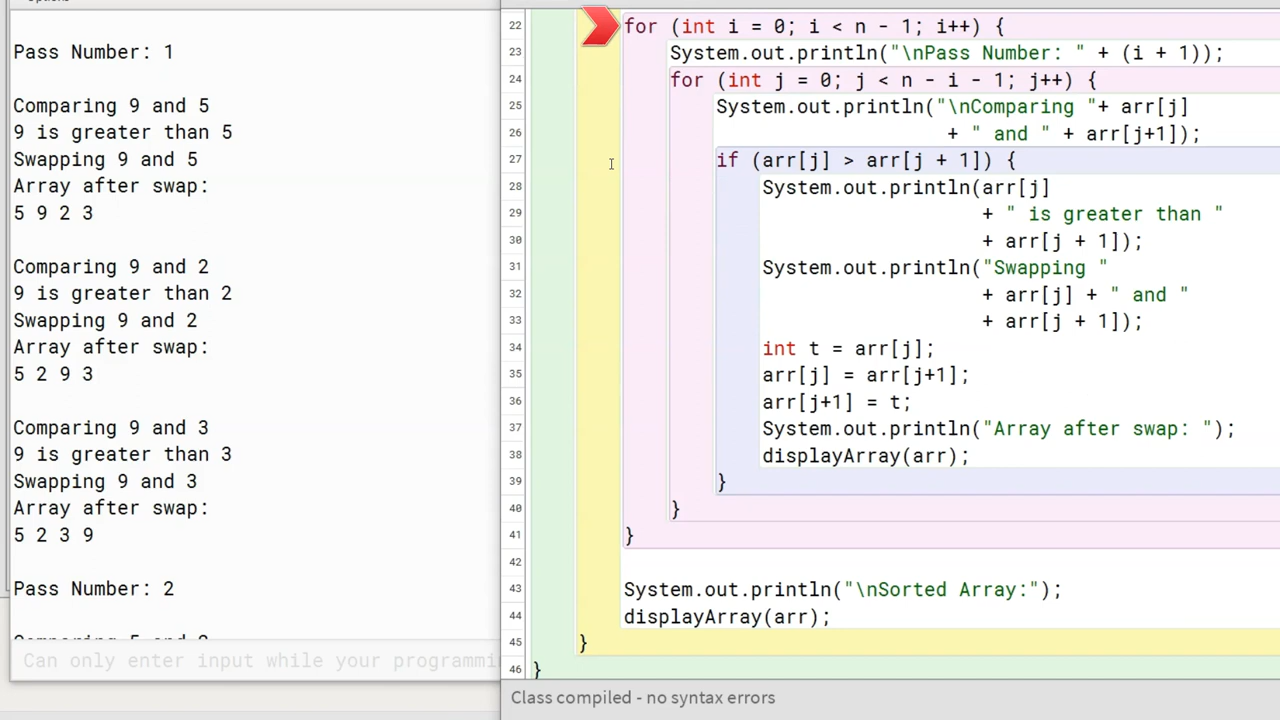 Pass Number: 1
Comparing 9 and 5
9 is greater than 5
Swapping 9 and 5
Array after swap:
5 9 2 3
Comparing 9 and 2
9 is greater than 2
Swapping 9 and 2
Array after swap:
5 2 9 3
Comparing 9 and 3
9 is greater than 3
Swapping 9 and 3
Array after swap:
5 2 3 9
Pass Number: 2
Can only enter input while your programmi
22 for (int i = 0; i < n - 1; i++) {
23 System.out.println("\nPass Number: " + (i + 1));
24 for (int j = 0; j < n - i - 1; j++) {
25 System.out.println("\nComparing "+ arr[j]
26 + " and " + arr[j+1]);
27 if (arr[j] > arr[j + 1]) {
28 System.out.println(arr[j]
29 + " is greater than "
30 + arr[j + 1]);
31 System.out.println("Swapping "
32 + arr[j] + " and "
33 + arr[j + 1]);
34 int t = arr[j];
35 arr[j] = arr[j+1];
36 arr[j+1] = t;
37 System.out.println("Array after swap: ");
38 displayArray(arr);
39 }
40 }
41 }
42
43 System.out.println("\nSorted Array:");
44 displayArray(arr);
45 }
46 }
Class compiled - no syntax errors